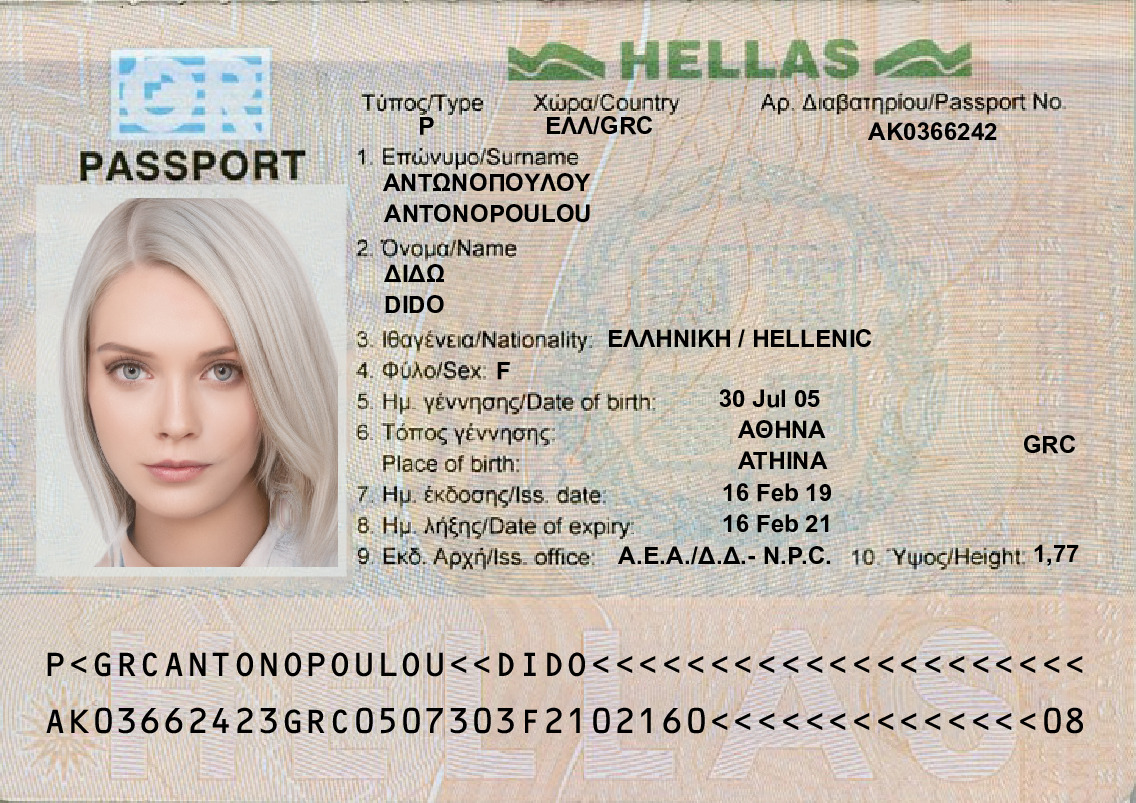 GR
HELLAS
PASSPORT
Τύπος/Type Χώρα/Country Αρ. Διαβατηρίου/Passport No.
P ΕΛΛ/GRC AK0366242
1. Επώνυμο/Surname
ΑΝΤΩΝΟΠΟΥΛΟΥ
ANTONOPOULOU
2. Όνομα/Name
ΔΙΔΩ
DIDO
3. Ιθαγένεια/Nationality: ΕΛΛΗΝΙΚΗ / HELLENIC
4. Φύλο/Sex: F
5. Ημ. γέννησης/Date of birth: 30 Jul 05
6. Τόπος γέννησης: ΑΘΗΝΑ
Place of birth: ATHINA GRC
7. Ημ. έκδοσης/Iss. date: 16 Feb 19
8. Ημ. λήξης/Date of expiry: 16 Feb 21
9. Εκδ. Αρχή/Iss. office: Α.Ε.Α./Δ.Δ.- N.P.C. 10. Ύψος/Height: 1,77
HELLAS
P<GRCANTONOPOULOU<<DIDO<<<<<<<<<<<<<<<<<<<<<
AK03662423GRC0507303F2102160<<<<<<<<<<<<<<08